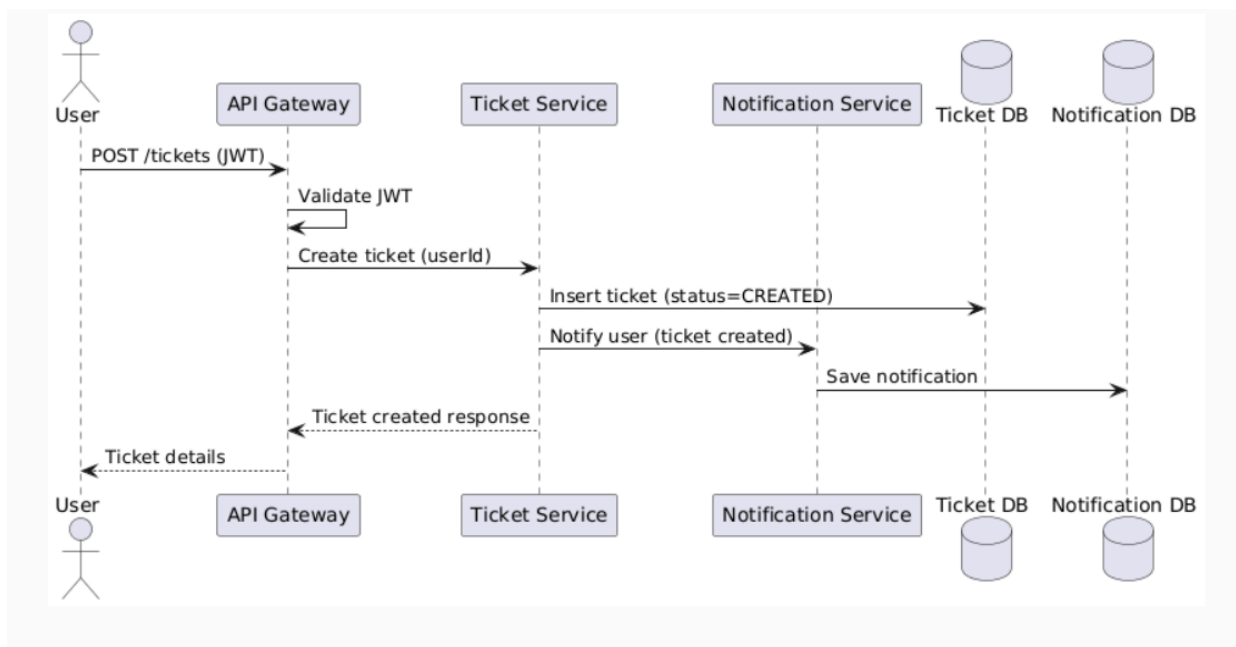 User
API Gateway
Ticket Service
Notification Service
Ticket DB
Notification DB
POST /tickets (JWT)
Validate JWT
Create ticket (userId)
Insert ticket (status=CREATED)
Notify user (ticket created)
Save notification
Ticket created response
Ticket details
User
API Gateway
Ticket Service
Notification Service
Ticket DB
Notification DB